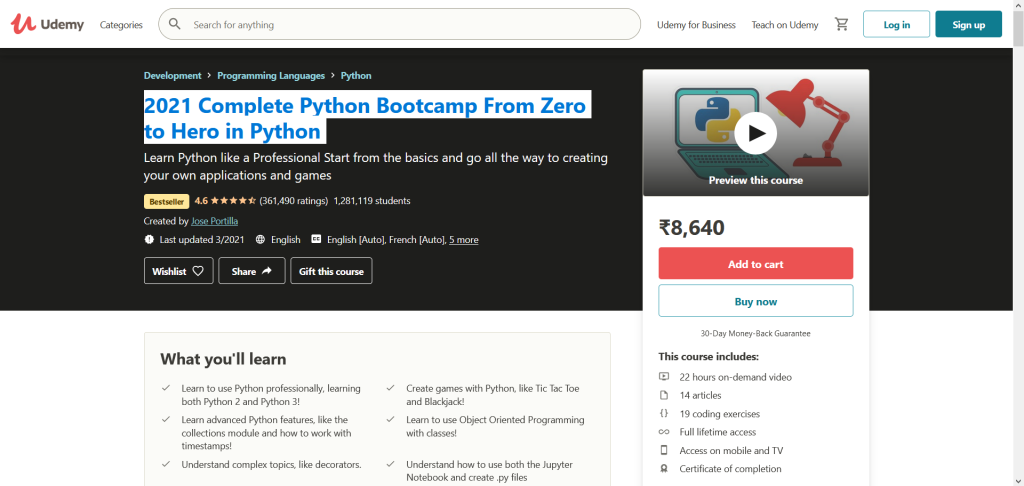 Udemy
Categories
Search for anything
Udemy for Business
Teach on Udemy
Log in
Sign up
Development > Programming Languages > Python
2021 Complete Python Bootcamp From Zero
to Hero in Python
Learn Python like a Professional Start from the basics and go all the way to creating
your own applications and games
Bestseller 4.6 (361,490 ratings) 1,281,119 students
Created by Jose Portilla
Last updated 3/2021 English English [Auto], French [Auto], 5 more
Wishlist
Share
Gift this course
Preview this course
₹8,640
Add to cart
Buy now
30-Day Money-Back Guarantee
This course includes:
22 hours on-demand video
14 articles
19 coding exercises
Full lifetime access
Access on mobile and TV
Certificate of completion
What you'll learn
Learn to use Python professionally, learning
both Python 2 and Python 3!
Learn advanced Python features, like the
collections module and how to work with
timestamps!
Understand complex topics, like decorators.
Create games with Python, like Tic Tac Toe
and Blackjack!
Learn to use Object Oriented Programming
with classes!
Understand how to use both the Jupyter
Notebook and create .py files